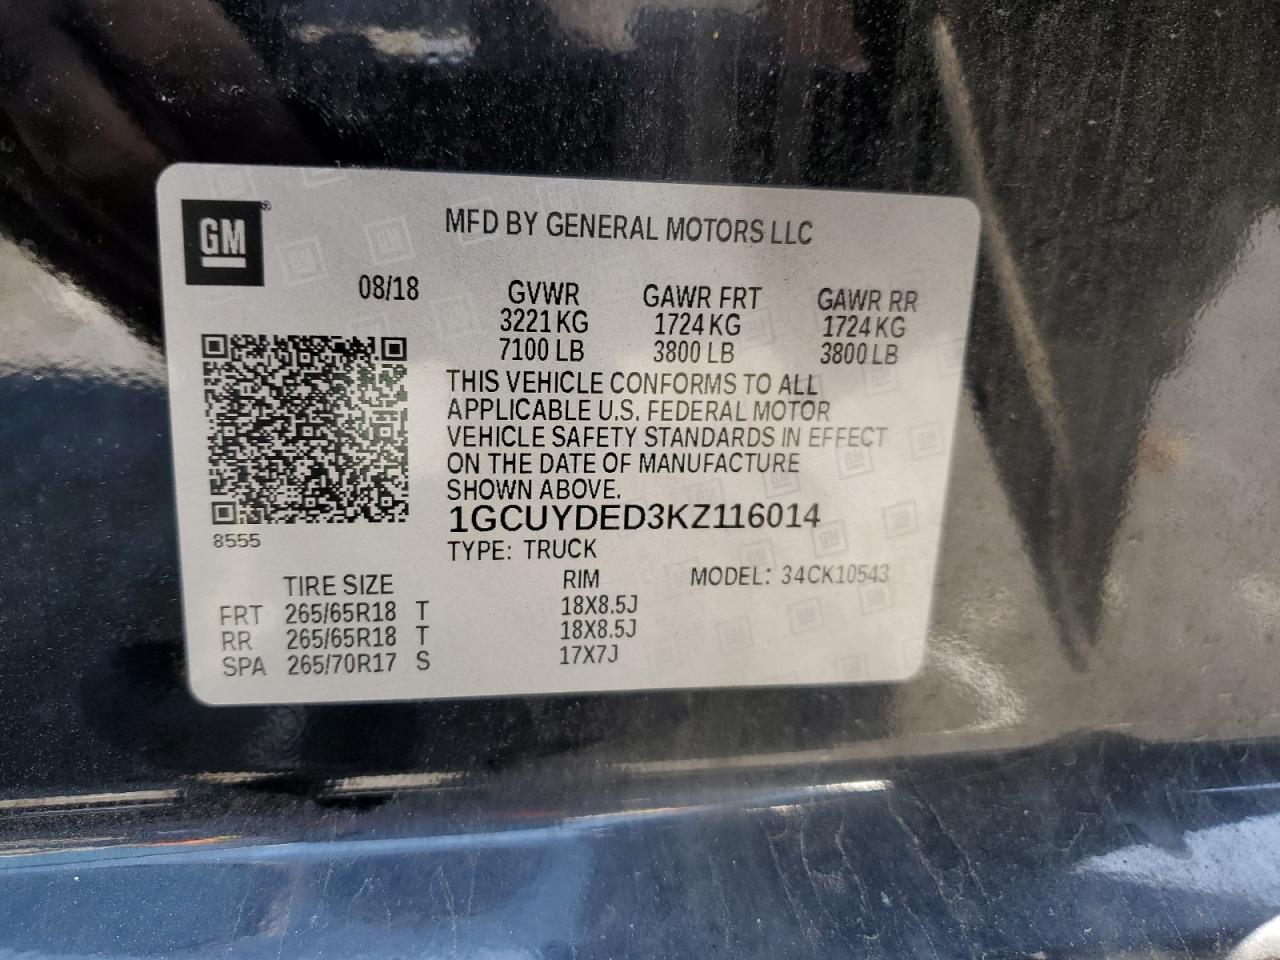 GM ®
MFD BY GENERAL MOTORS LLC
08/18 GVWR GAWR FRT GAWR RR
3221 KG 1724 KG 1724 KG
7100 LB 3800 LB 3800 LB
THIS VEHICLE CONFORMS TO ALL
APPLICABLE U.S. FEDERAL MOTOR
VEHICLE SAFETY STANDARDS IN EFFECT
ON THE DATE OF MANUFACTURE
SHOWN ABOVE.
1GCUYDED3KZ116014
8555
TYPE: TRUCK
TIRE SIZE RIM MODEL: 34CK10543
FRT 265/65R18 T 18X8.5J
RR 265/65R18 T 18X8.5J
SPA 265/70R17 S 17X7J